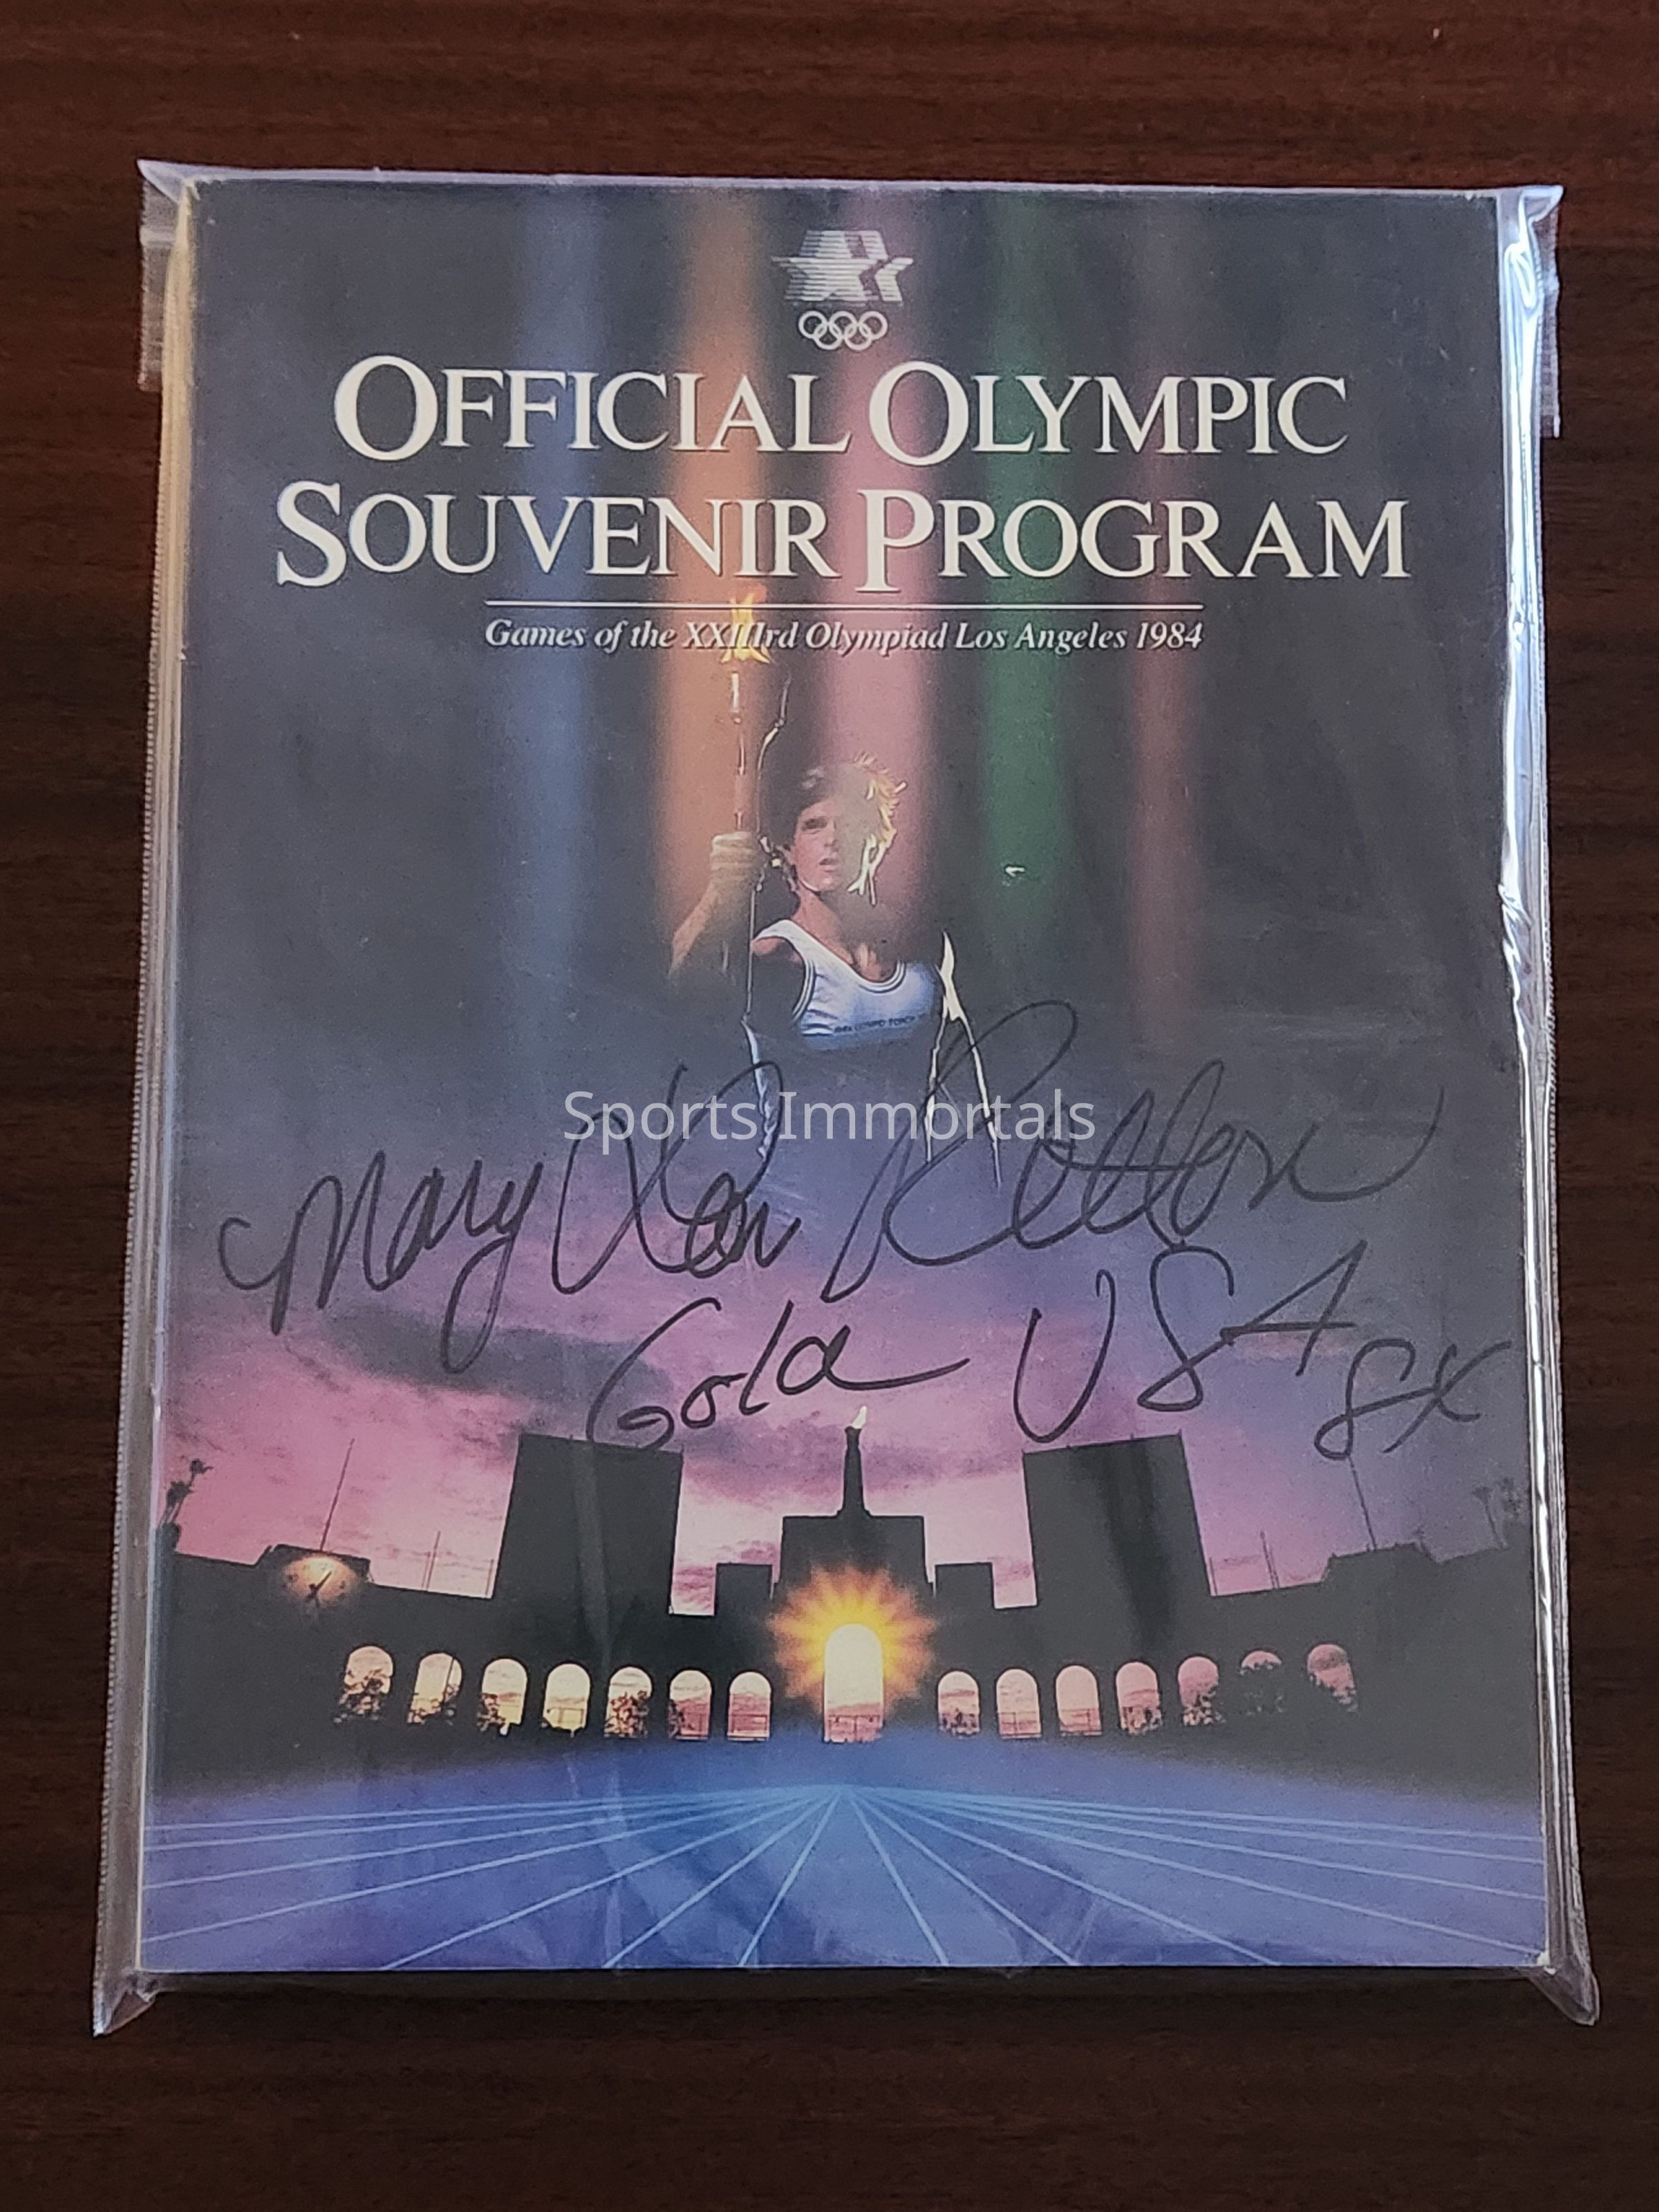 OFFICIAL OLYMPIC
SOUVENIR PROGRAM
Games of the XXIIIrd Olympiad Los Angeles 1984
Sports Immortals
Mary Lou Retton
Gold USA